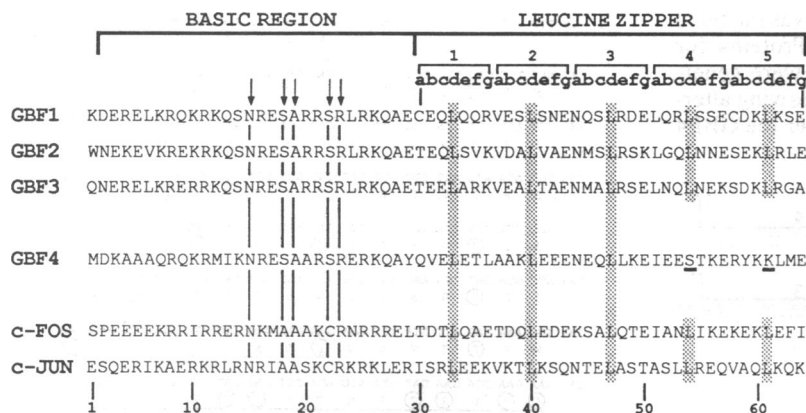 BASIC REGION LEUCINE ZIPPER
1 2 3 4 5
abcdefgabcdefgabcdefgabcdefgabcdefg
GBF1 KDERELKRQKRKQSNRESARRSRLRKQAECEQLQQRVESLSNENQSLRDELQRLSSECDKLKSE
GBF2 WNEKEVKREKRKQSNRESARRSRLRKQAETEQLSVKVDALVAENMSLRSKLGQLNNESEKLRLE
GBF3 QNERELKRERRKQSNRESARRSRLRKQAETEELARKVEALTAENMALRSELNQLNEKSDKLRGA
GBF4 MDKAAAQRQKRMIKNRESAARSRERKQAYQVELETLAAKLEEENEQLLKEIEESTKERYKKLME
c-FOS SPEEEEKRRIRRERNKMAAAKCRNRRRELTDTLQAETDQLEDEKSALQTEIANLIKEKEKLEFI
c-JUN ESQERIKAERKRLRNRIAASKCRKRKLERISRLEEKVKTLKSQNTELASTASLLREQVAQLKQK
1 10 20 30 40 50 60